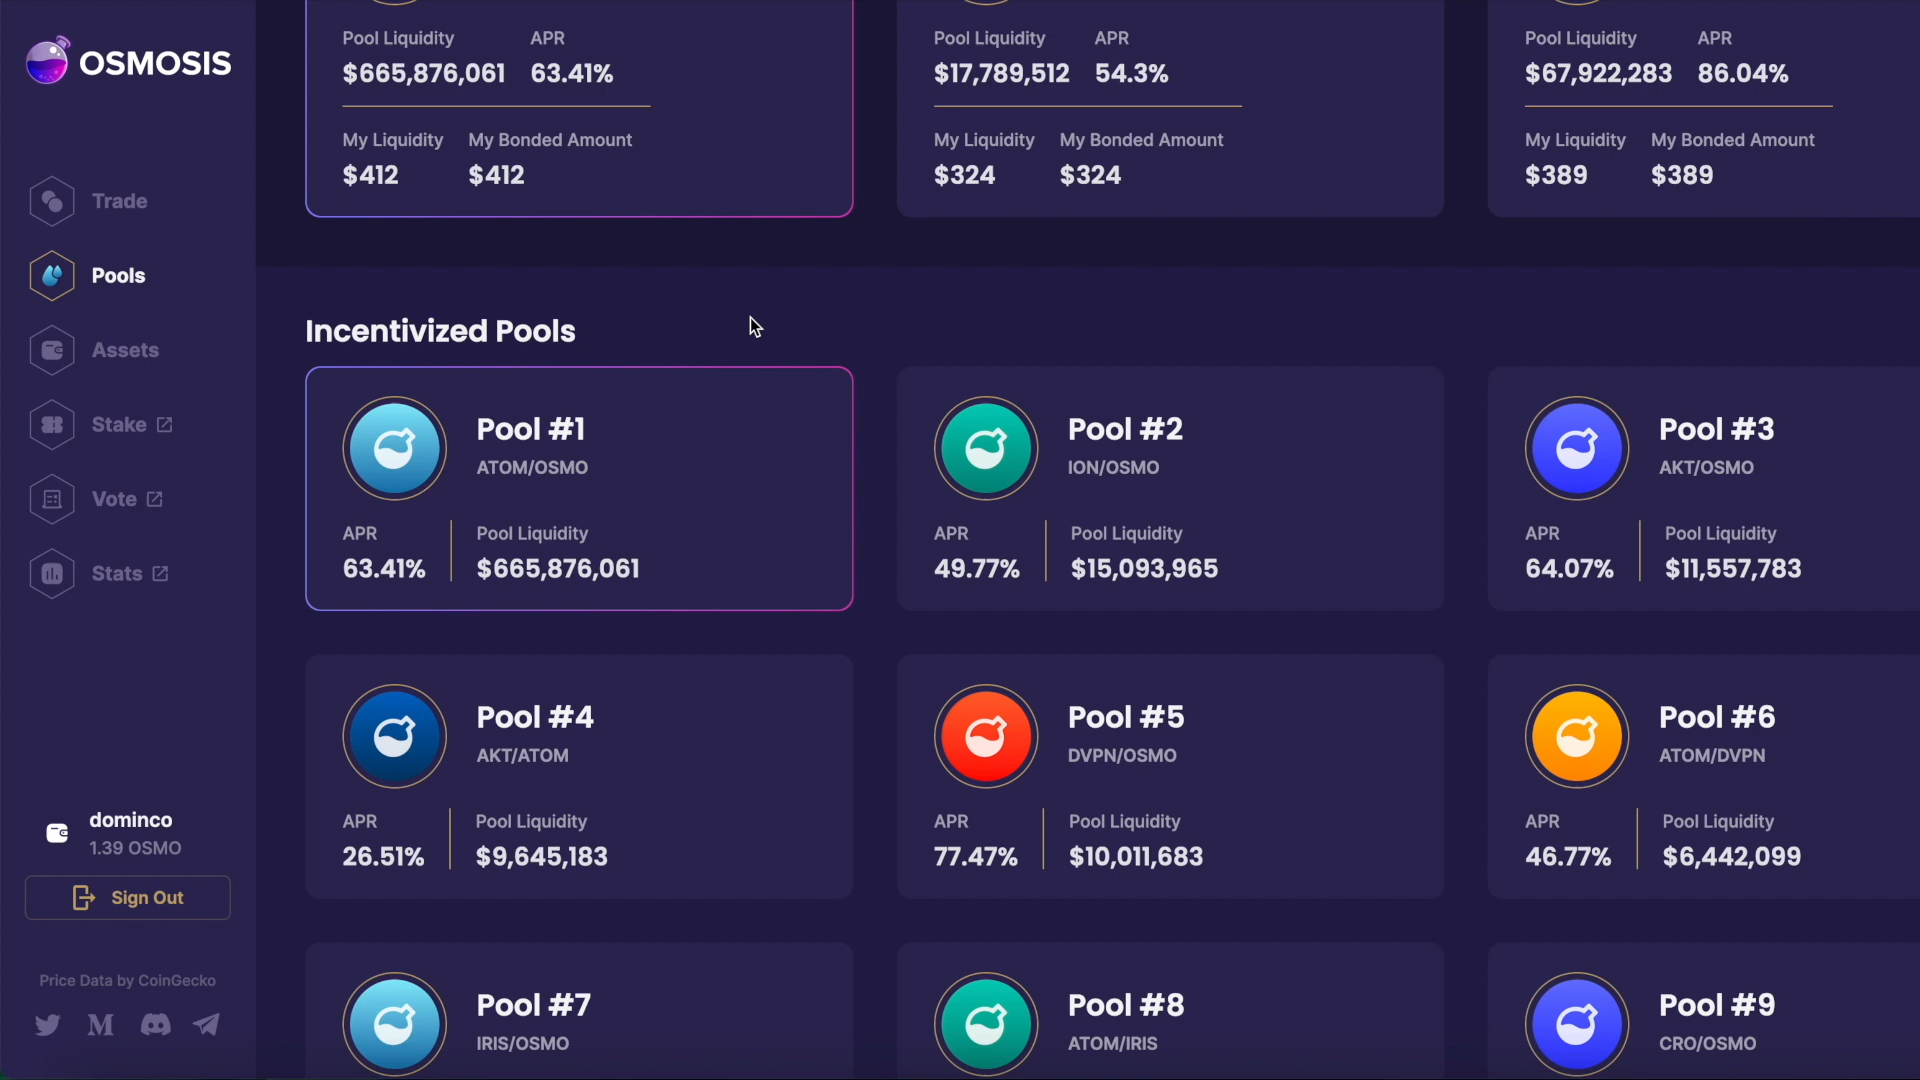 OSMOSIS
Trade
Pools
Assets
Stake
Vote
Stats
dominco
1.39 OSMO
Sign Out
Price Data by CoinGecko
Pool Liquidity APR
$665,876,061 63.41%
My Liquidity My Bonded Amount
$412 $412
Pool Liquidity APR
$17,789,512 54.3%
My Liquidity My Bonded Amount
$324 $324
Pool Liquidity APR
$67,922,283 86.04%
My Liquidity My Bonded Amount
$389 $389
Incentivized Pools
Pool #1
ATOM/OSMO
APR Pool Liquidity
63.41% $665,876,061
Pool #2
ION/OSMO
APR Pool Liquidity
49.77% $15,093,965
Pool #3
AKT/OSMO
APR Pool Liquidity
64.07% $11,557,783
Pool #4
AKT/ATOM
APR Pool Liquidity
26.51% $9,645,183
Pool #5
DVPN/OSMO
APR Pool Liquidity
77.47% $10,011,683
Pool #6
ATOM/DVPN
APR Pool Liquidity
46.77% $6,442,099
Pool #7
IRIS/OSMO
Pool #8
ATOM/IRIS
Pool #9
CRO/OSMO